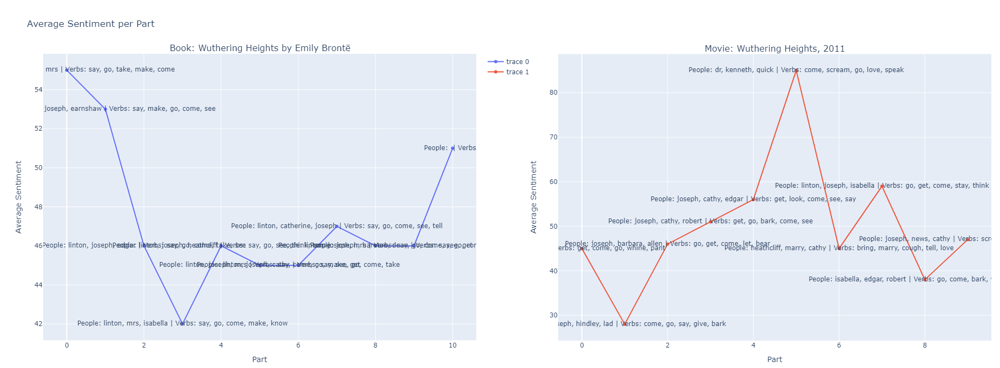 Average Sentiment per Part
Book: Wuthering Heights by Emily Brontë
mrs | Verbs: say, go, take, make, come
54
joseph, earnshaw | Verbs: say, make, go, come, see
52
People: | Verbs
50
Average Sentiment
48
People: linton, catherine, joseph | Verbs: say, go, come, see, tell
46
People: linton, joseph,
44
People: linton, mrs, isabella | Verbs: say, go, come, make, know
42
0 2 4 6 8 10
Part
trace 0
trace 1
Movie: Wuthering Heights, 2011
People: dr, kenneth, quick | Verbs: come, scream, go, love, speak
80
70
60
People: linton, joseph, isabella | Verbs: go, get, come, stay, think
People: joseph, cathy, edgar | Verbs: get, look, come, see, say
Average Sentiment
People: joseph, cathy, robert | Verbs: get, go, bark, come, see
50
People: joseph, news, cathy | Verbs:
People: joseph, barbara, allen | Verbs: go, get, come, let, bear
get, come, go, whine, pant
People: heathcliff, marry, cathy | Verbs: bring, marry, cough, tell, love
40
People: isabella, edgar, robert | Verbs: go, come, bark,
30
hindley, lad | Verbs: come, go, say, give, bark
0 2 4 6 8
Part